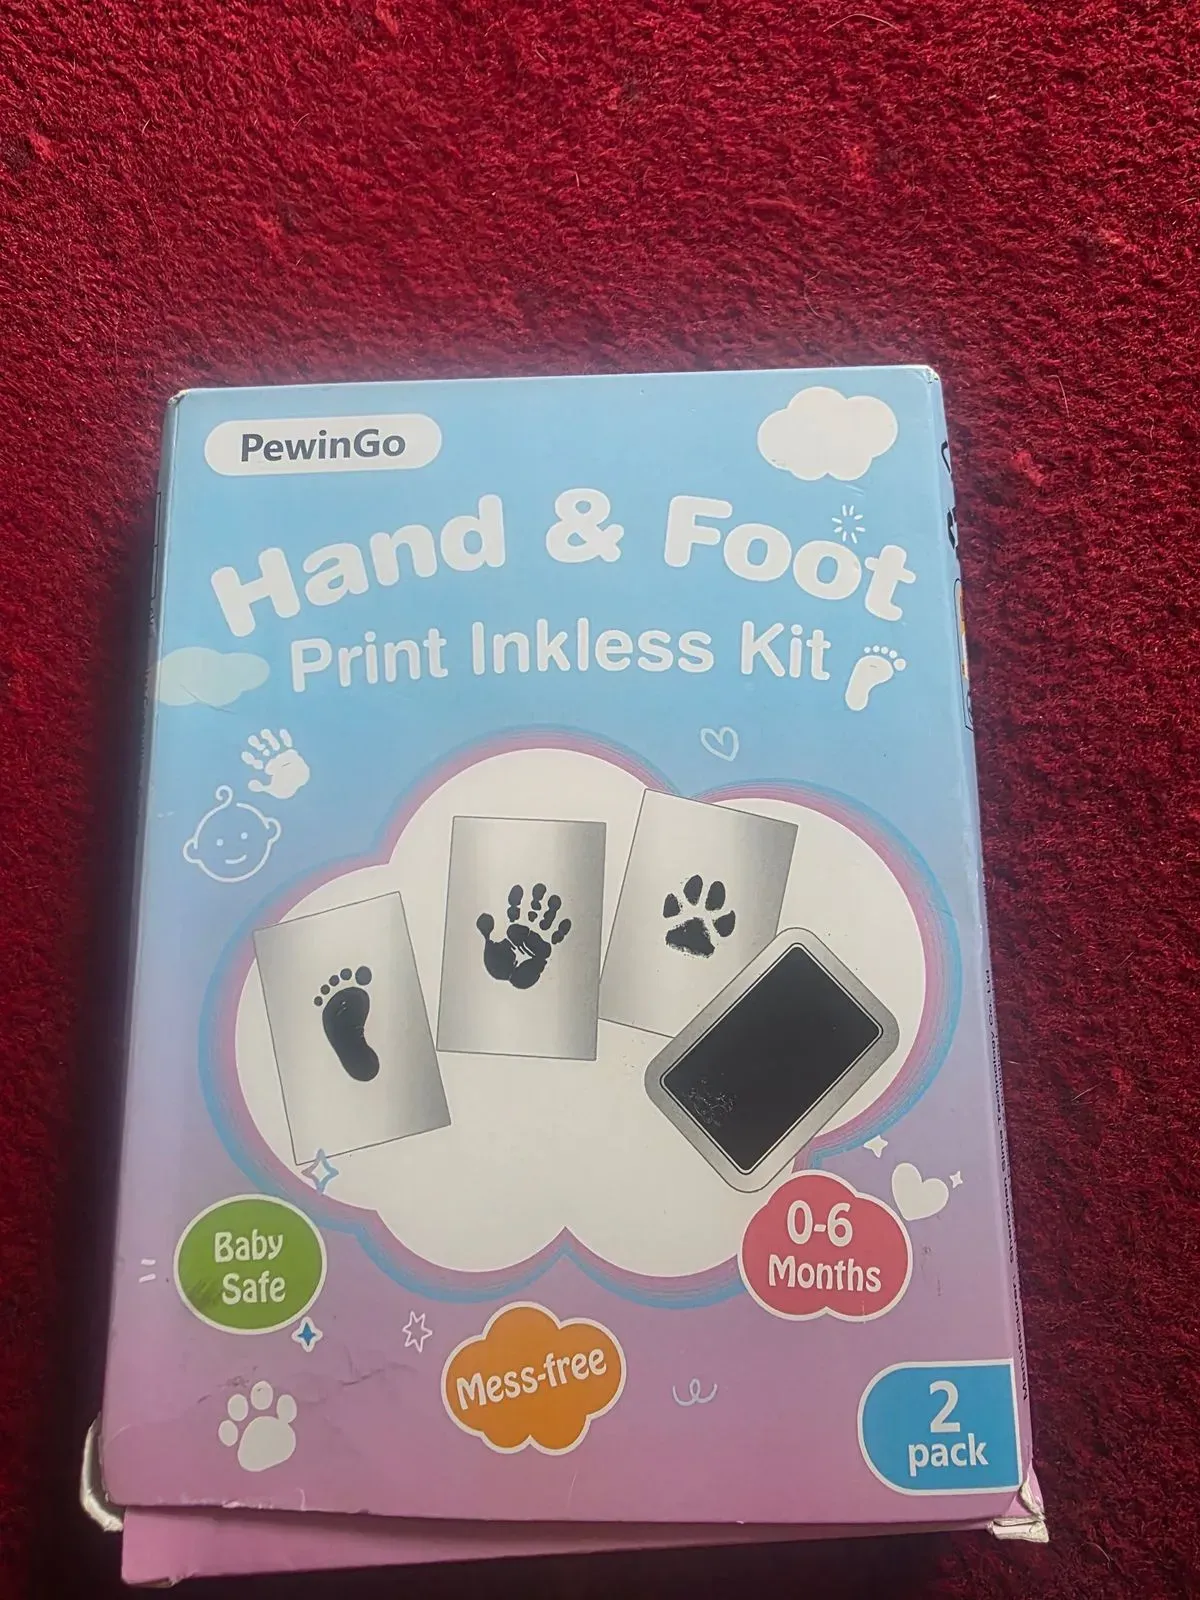 PewinGo
Hand & Foot
Print Inkless Kit
Baby
Safe
Mess-free
0-6
Months
2
pack